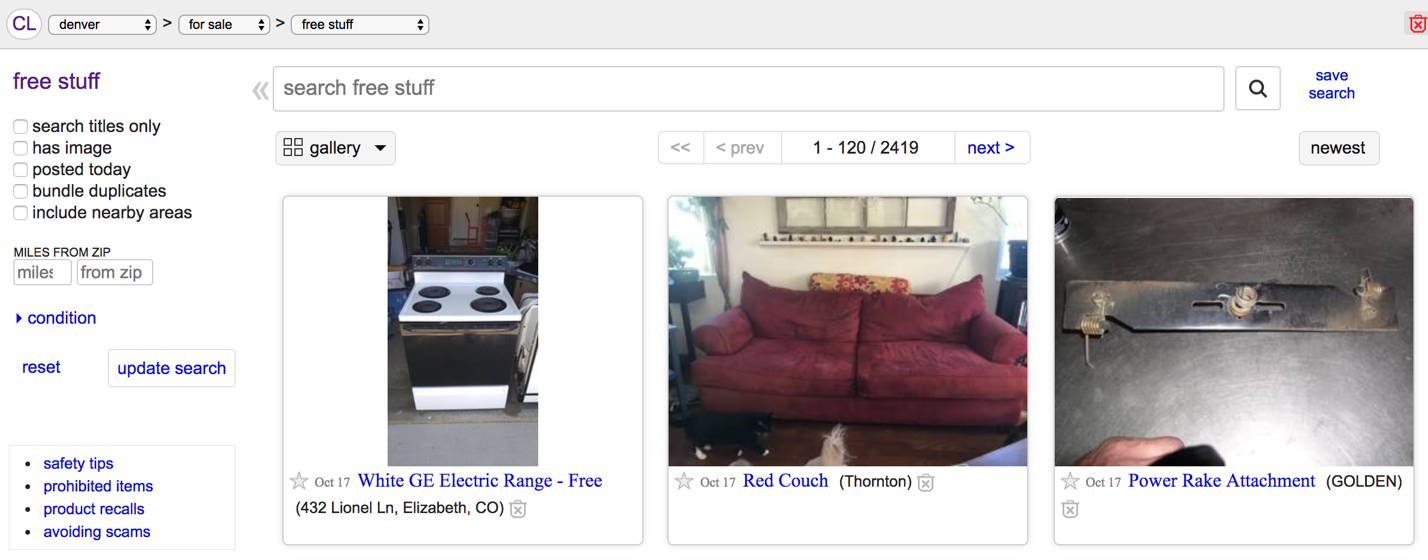 CL denver > for sale > free stuff
free stuff
search free stuff
save
search
search titles only
has image
posted today
bundle duplicates
include nearby areas
MILES FROM ZIP
miles from zip
condition
reset update search
safety tips
prohibited items
product recalls
avoiding scams
gallery
<< < prev 1 - 120 / 2419 next >
newest
Oct 17 White GE Electric Range - Free
(432 Lionel Ln, Elizabeth, CO)
Oct 17 Red Couch (Thornton)
Oct 17 Power Rake Attachment (GOLDEN)